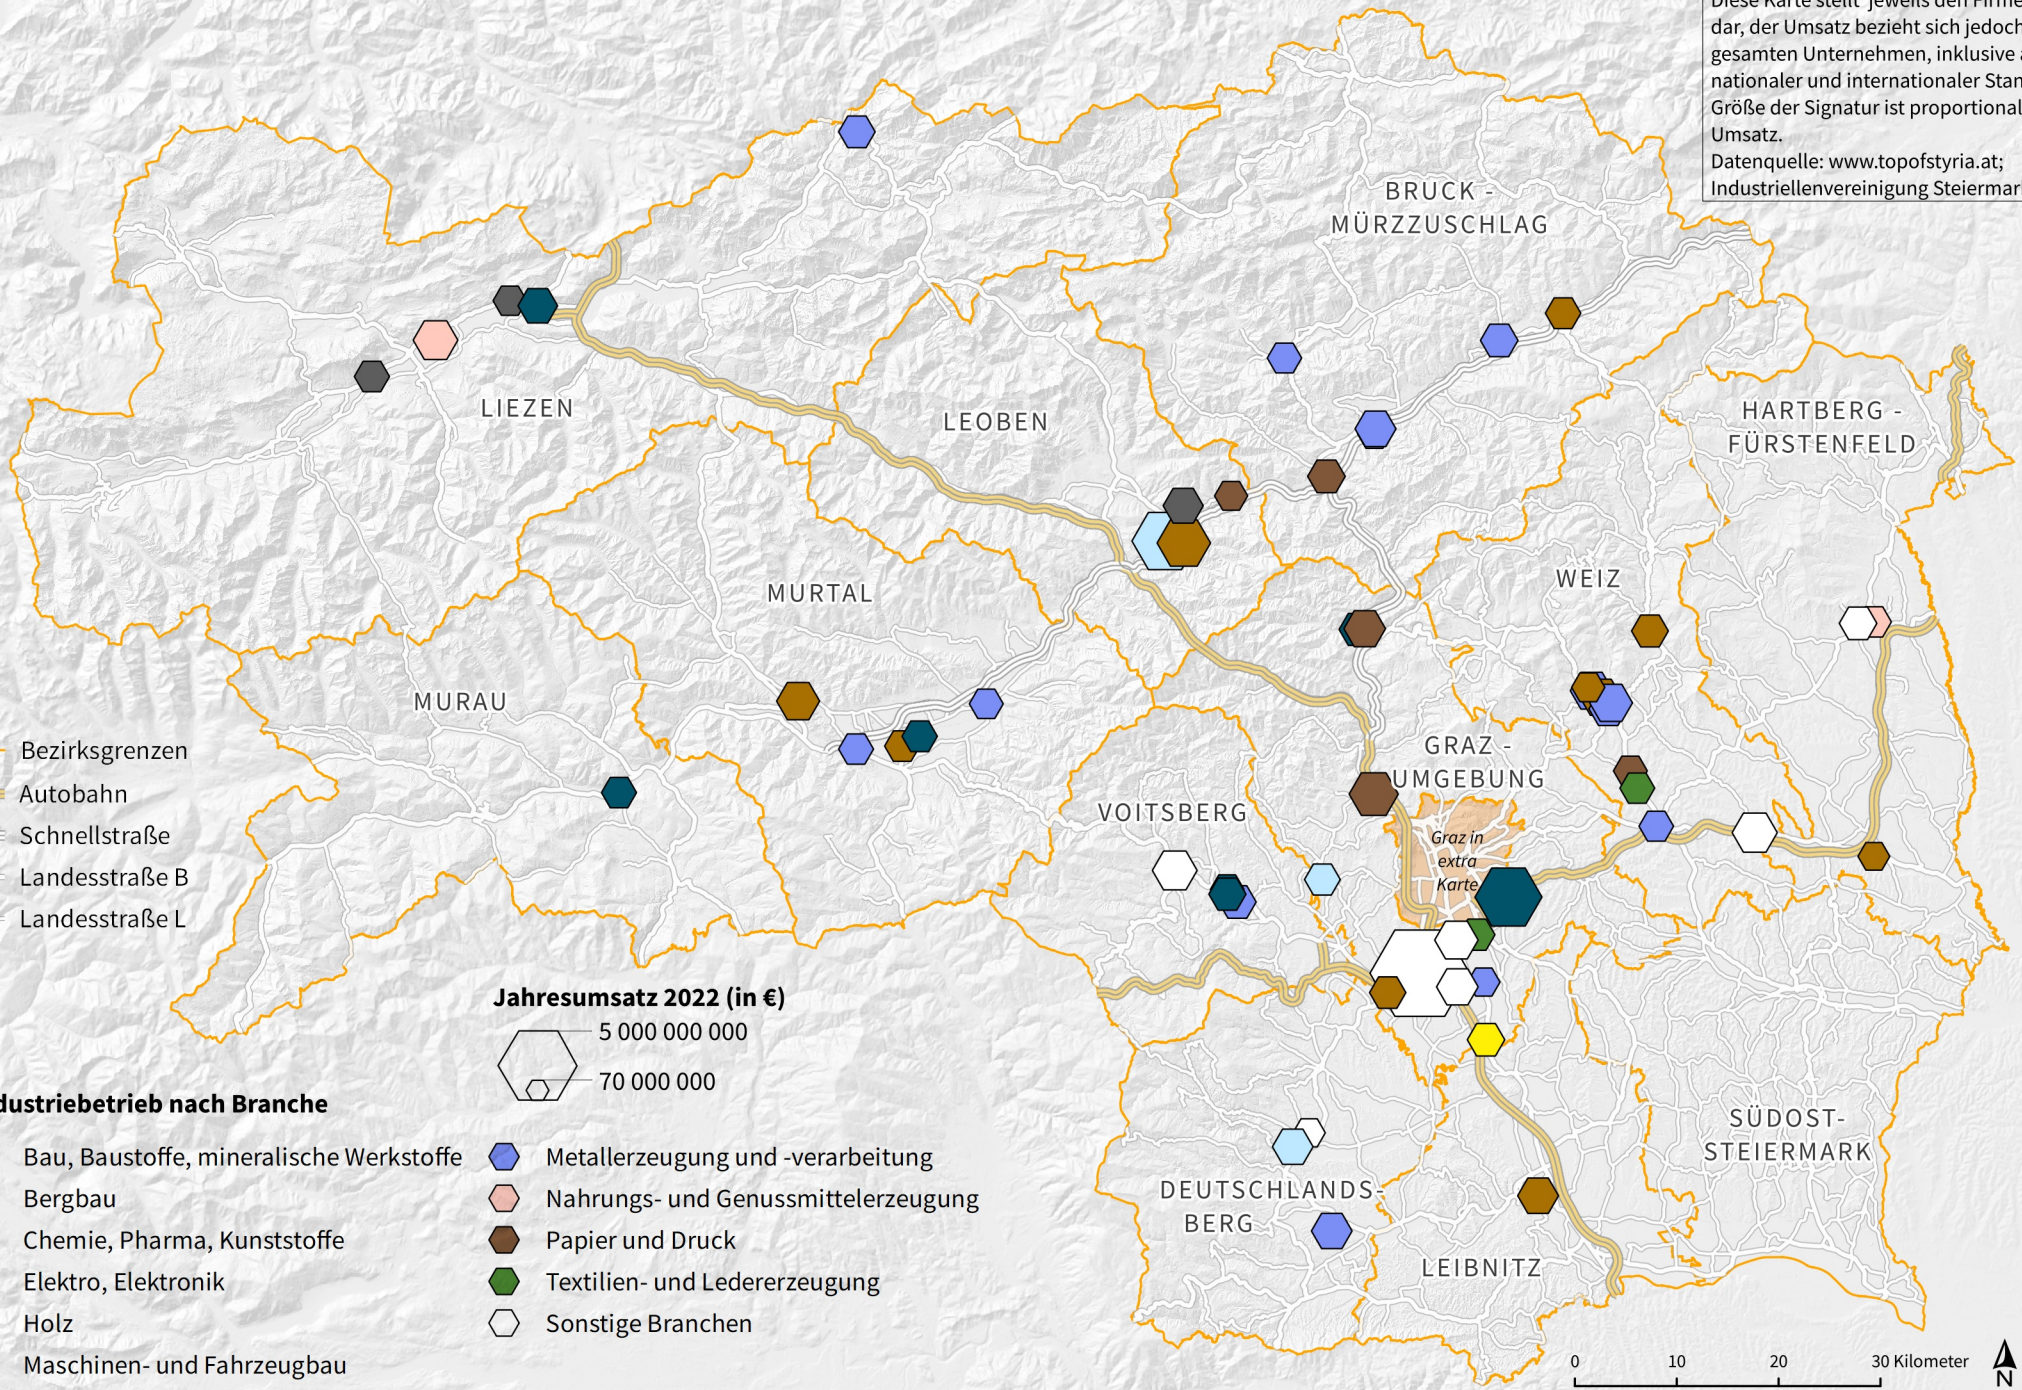 Diese Karte stellt jeweils den Firme
dar, der Umsatz bezieht sich jedoch
gesamten Unternehmen, inklusive a
nationaler und internationaler Stan
Größe der Signatur ist proportional
Umsatz.
Datenquelle: www.topofstyria.at;
Industriellenvereinigung Steiermar
BRUCK -
MÜRZZUSCHLAG
LIEZEN
LEOBEN
HARTBERG -
FÜRSTENFELD
MURTAL
WEIZ
MURAU
GRAZ -
UMGEBUNG
VOITSBERG
Graz in
extra
Karte
SÜDOST-
STEIERMARK
DEUTSCHLANDS-
BERG
LEIBNITZ
Bezirksgrenzen
Autobahn
Schnellstraße
Landesstraße B
Landesstraße L
Jahresumsatz 2022 (in €)
5 000 000 000
70 000 000
dustriebetrieb nach Branche
Bau, Baustoffe, mineralische Werkstoffe
Bergbau
Chemie, Pharma, Kunststoffe
Elektro, Elektronik
Holz
Maschinen- und Fahrzeugbau
Metallerzeugung und -verarbeitung
Nahrungs- und Genussmittelerzeugung
Papier und Druck
Textilien- und Ledererzeugung
Sonstige Branchen
0 10 20 30 Kilometer
N